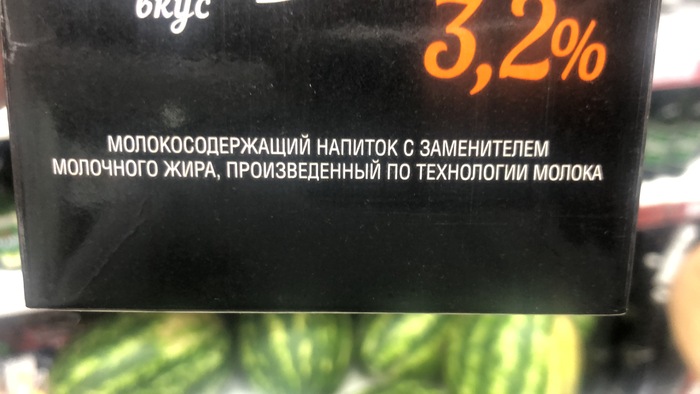 вкус
3,2%
МОЛОКОСОДЕРЖАЩИЙ НАПИТОК С ЗАМЕНИТЕЛЕМ
МОЛОЧНОГО ЖИРА, ПРОИЗВЕДЕННЫЙ ПО ТЕХНОЛОГИИ МОЛОКА